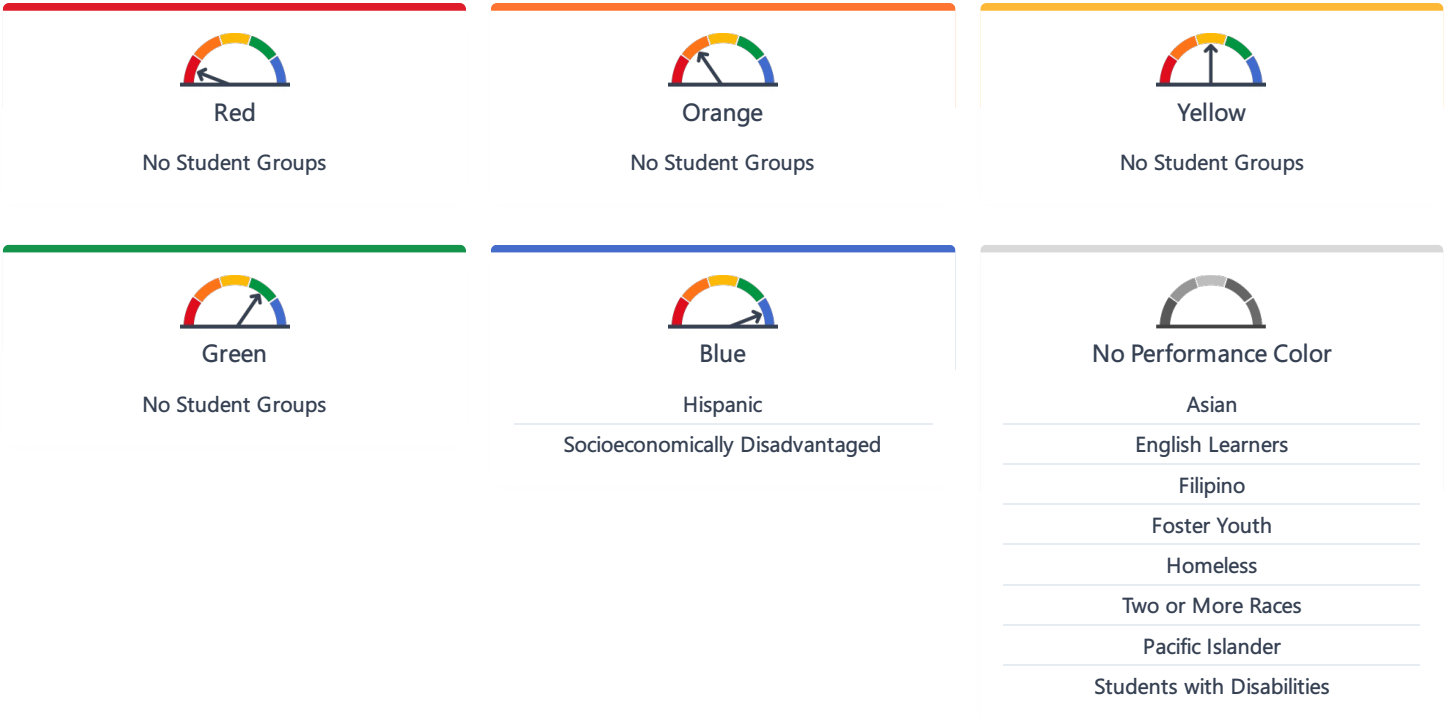 Red
No Student Groups
Orange
No Student Groups
Yellow
No Student Groups
Green
No Student Groups
Blue
Hispanic
Socioeconomically Disadvantaged
No Performance Color
Asian
English Learners
Filipino
Foster Youth
Homeless
Two or More Races
Pacific Islander
Students with Disabilities